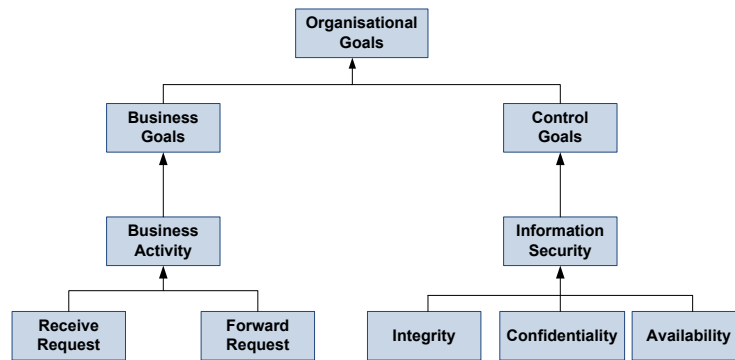 Organisational
Goals
Business
Goals
Control
Goals
Business
Activity
Information
Security
Receive
Request
Forward
Request
Integrity
Confidentiality
Availability